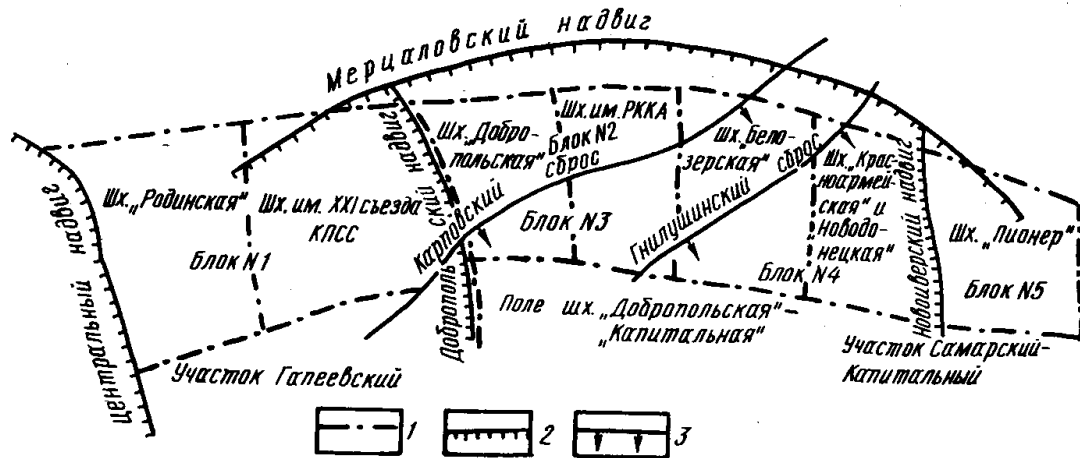 Мерцаловский надвиг
центральный надвиг
Шх. „Родинская"
Блок N1
Шх. им. XXI съезда
КПСС
Добропольский надвиг
Шх. „Добро-
польская"
Шх. им. РККА
Блок N2
Карповский сброс
Блок N3
Шх. „Бело-
зерская"
Гнилушинский сброс
Шх. „Крас-
ноармей-
ская" и
„Новодо-
нецкая"
Блок N4
Новоиверский надвиг
Шх. „Пионер"
Блок N5
Поле шх. „Добропольская"-
„Капитальная"
Участок Гапеевский
Участок Самарский-
Капитальный
1
2
3